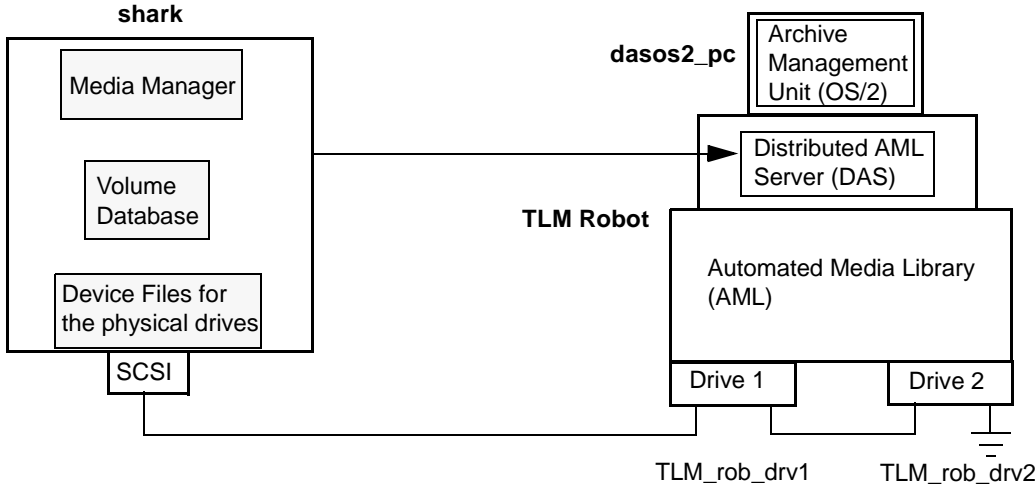 shark
Media Manager
Volume
Database
Device Files for
the physical drives
SCSI
dasos2_pc
Archive
Management
Unit (OS/2)
Distributed AML
Server (DAS)
TLM Robot
Automated Media Library
(AML)
Drive 1
Drive 2
TLM_rob_drv1
TLM_rob_drv2